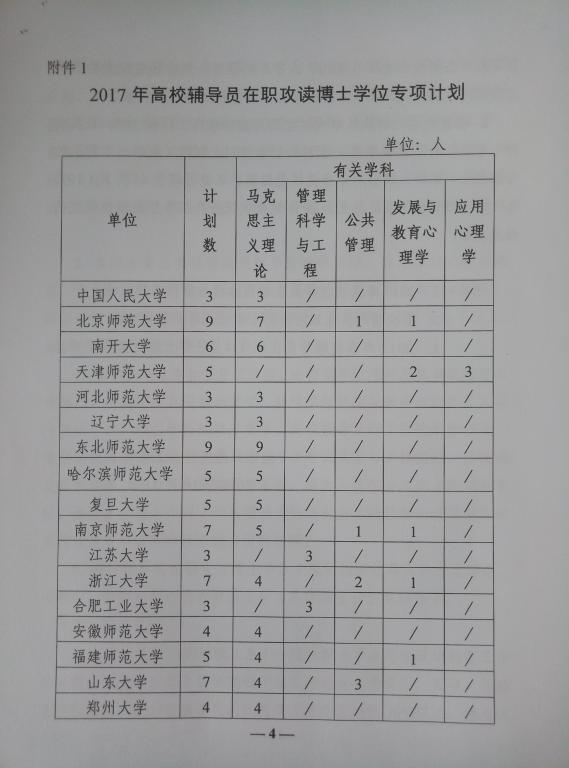 附件 1
2017 年高校辅导员在职攻读博士学位专项计划
单位：人
单位 计划数 有关学科
马克思主义理论 管理科学与工程 公共管理 发展与教育心理学 应用心理学
中国人民大学 3 3 / / / /
北京师范大学 9 7 / 1 1 /
南开大学 6 6 / / / /
天津师范大学 5 / / / 2 3
河北师范大学 3 3 / / / /
辽宁大学 3 3 / / / /
东北师范大学 9 9 / / / /
哈尔滨师范大学 5 5 / / / /
复旦大学 5 5 / / / /
南京师范大学 7 5 / 1 1 /
江苏大学 3 / 3 / / /
浙江大学 7 4 / 2 1 /
合肥工业大学 3 / 3 / / /
安徽师范大学 4 4 / / / /
福建师范大学 5 4 / / 1 /
山东大学 7 4 / 3 / /
郑州大学 4 4 / / / /
— 4 —